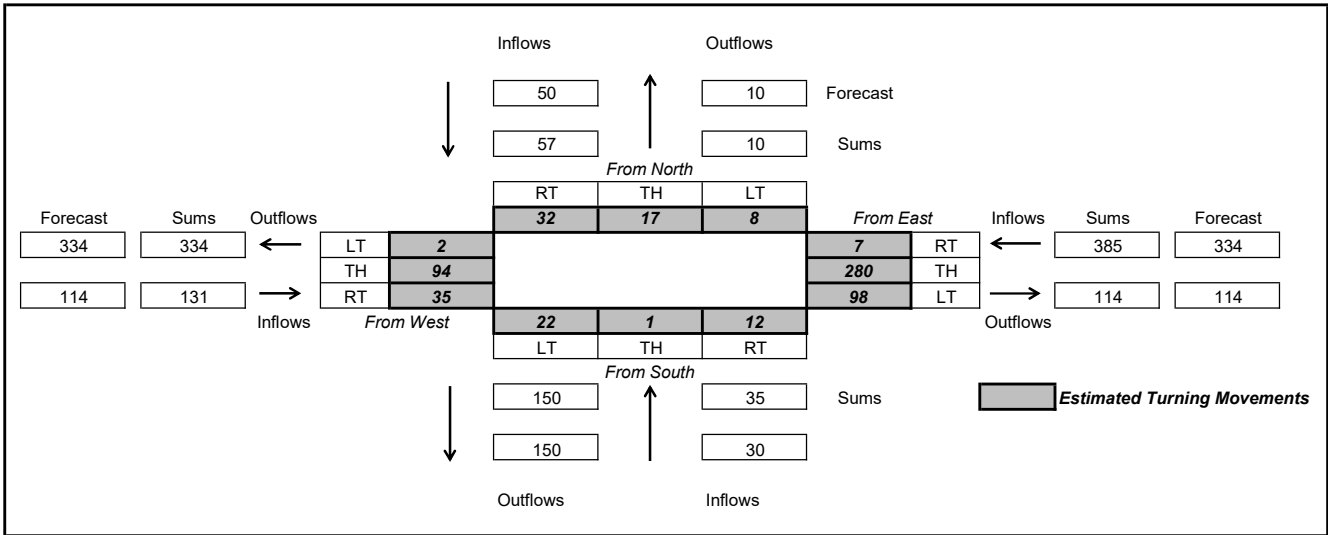 Inflows Outflows
50 10 Forecast
57 10 Sums
From North
RT TH LT
Forecast Sums Outflows 32 17 8 From East Inflows Sums Forecast
334 334 LT 2 7 RT 385 334
TH 94 280 TH
114 131 RT 35 98 LT 114 114
Inflows From West 22 1 12 Outflows
LT TH RT
From South
150 35 Sums Estimated Turning Movements
150 30
Outflows Inflows